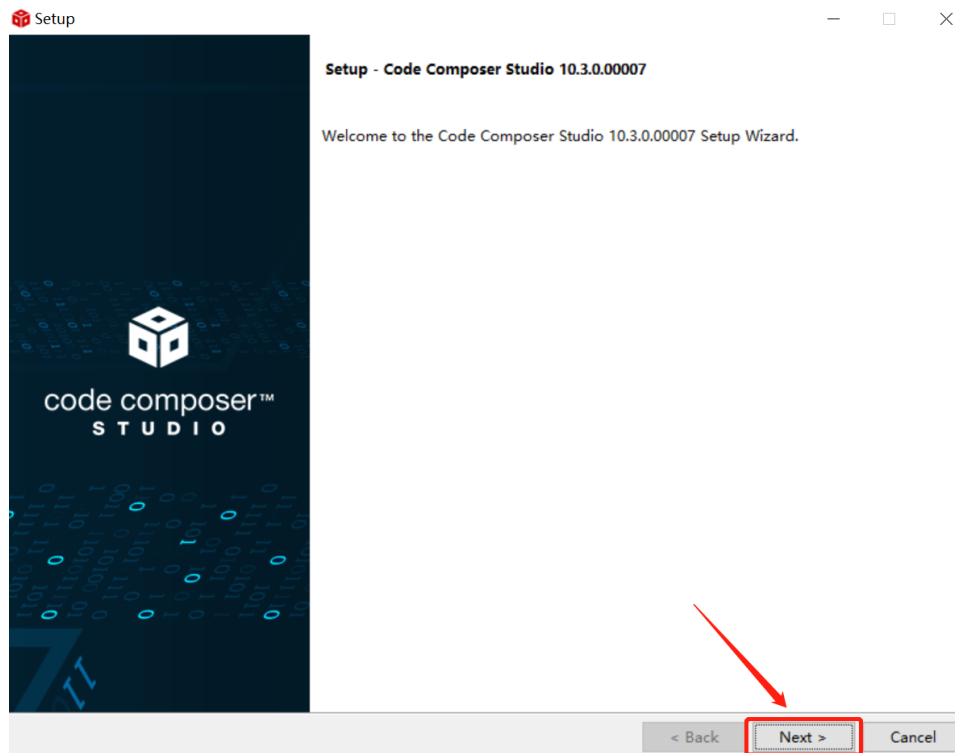 Setup
Setup - Code Composer Studio 10.3.0.00007
Welcome to the Code Composer Studio 10.3.0.00007 Setup Wizard.
code composer™
STUDIO
< Back
Next >
Cancel